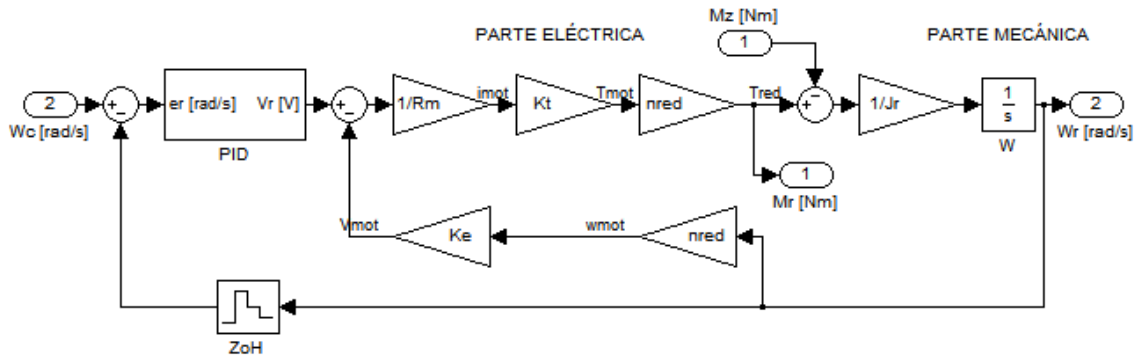 Mz [Nm]
1
PARTE ELÉCTRICA
PARTE MECÁNICA
2
Wc [rad/s]
er [rad/s]
Vr [V]
PID
1/Rm
imot
Kt
Tmot
nred
Tred
1/Jr
1
s
W
2
Wr [rad/s]
1
Mr [Nm]
Vmot
Ke
wmot
nred
ZoH